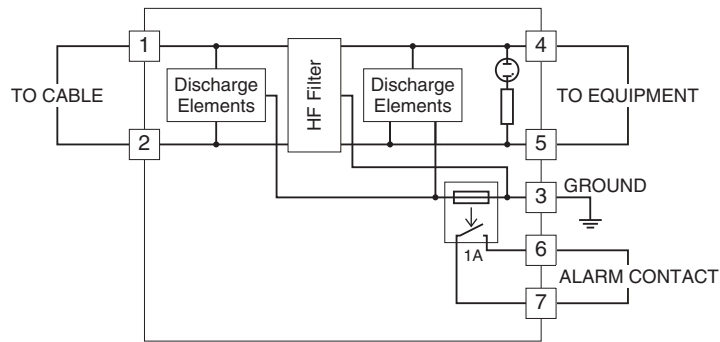 1
4
TO CABLE
Discharge
Elements
HF Filter
Discharge
Elements
TO EQUIPMENT
2
5
3
GROUND
6
1A
ALARM CONTACT
7